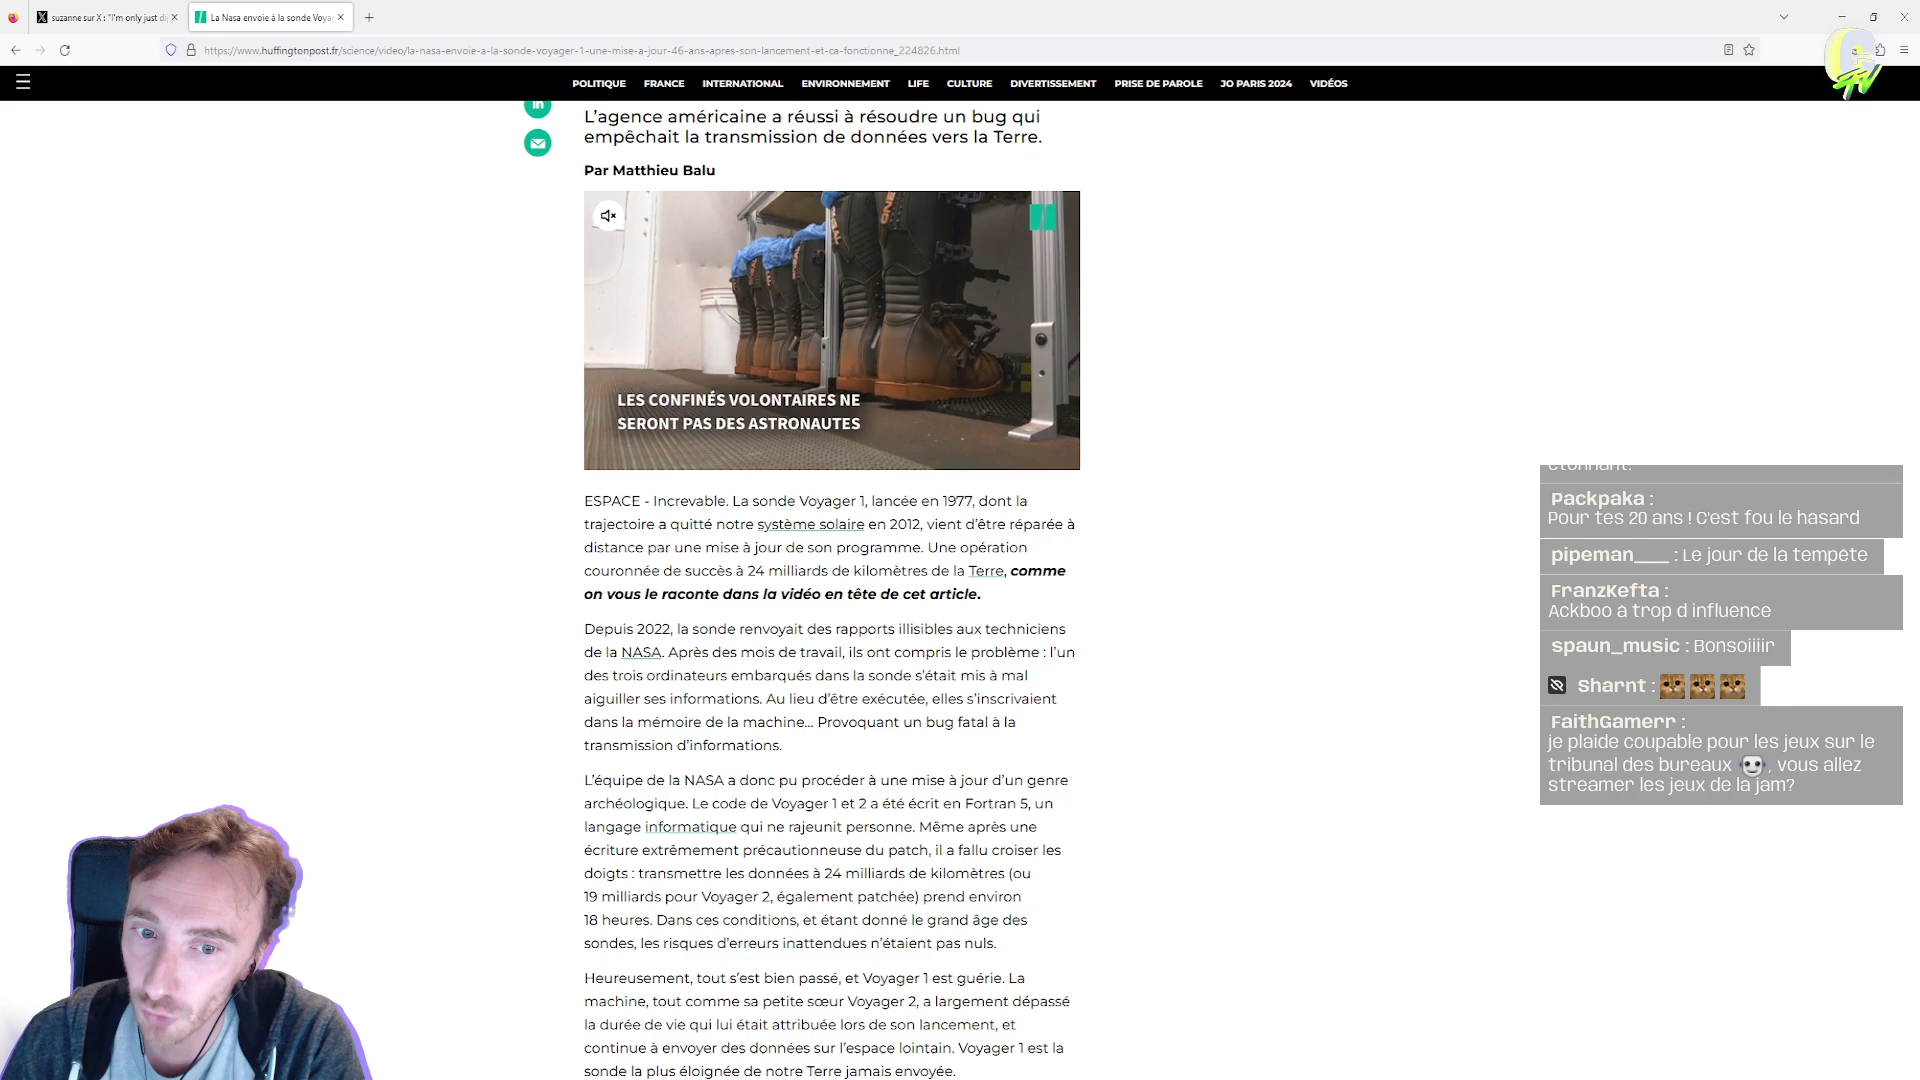 suzanne sur X : "I'm only just di
La Nasa envoie à la sonde Voya
https://www.huffingtonpost.fr/science/video/la-nasa-envoie-a-la-sonde-voyager-1-une-mise-a-jour-46-ans-apres-son-lancement-et-ca-fonctionne_224826.html
POLITIQUE FRANCE INTERNATIONAL ENVIRONNEMENT LIFE CULTURE DIVERTISSEMENT PRISE DE PAROLE JO PARIS 2024 VIDÉOS
in
L'agence américaine a réussi à résoudre un bug qui
empêchait la transmission de données vers la Terre.
Par Matthieu Balu
LES CONFINÉS VOLONTAIRES NE
SERONT PAS DES ASTRONAUTES
ESPACE - Increvable. La sonde Voyager 1, lancée en 1977, dont la
trajectoire a quitté notre système solaire en 2012, vient d'être réparée à
distance par une mise à jour de son programme. Une opération
couronnée de succès à 24 milliards de kilomètres de la Terre, comme
on vous le raconte dans la vidéo en tête de cet article.
Depuis 2022, la sonde renvoyait des rapports illisibles aux techniciens
de la NASA. Après des mois de travail, ils ont compris le problème : l'un
des trois ordinateurs embarqués dans la sonde s'était mis à mal
aiguiller ses informations. Au lieu d'être exécutée, elles s'inscrivaient
dans la mémoire de la machine... Provoquant un bug fatal à la
transmission d'informations.
L'équipe de la NASA a donc pu procéder à une mise à jour d'un genre
archéologique. Le code de Voyager 1 et 2 a été écrit en Fortran 5, un
langage informatique qui ne rajeunit personne. Même après une
écriture extrêmement précautionneuse du patch, il a fallu croiser les
doigts : transmettre les données à 24 milliards de kilomètres (ou
19 milliards pour Voyager 2, également patchée) prend environ
18 heures. Dans ces conditions, et étant donné le grand âge des
sondes, les risques d'erreurs inattendues n'étaient pas nuls.
Heureusement, tout s'est bien passé, et Voyager 1 est guérie. La
machine, tout comme sa petite sœur Voyager 2, a largement dépassé
la durée de vie qui lui était attribuée lors de son lancement, et
continue à envoyer des données sur l'espace lointain. Voyager 1 est la
sonde la plus éloignée de notre Terre jamais envoyée.
Packpaka :
Pour tes 20 ans ! C'est fou le hasard
pipeman___ : Le jour de la tempête
FranzKefta :
Ackboo à trop d influence
spaun_music : Bonsoiiiir
Sharnt :
FaithGamerr :
je plaide coupable pour les jeux sur le
tribunal des bureaux , vous allez
streamer les jeux de la jam?